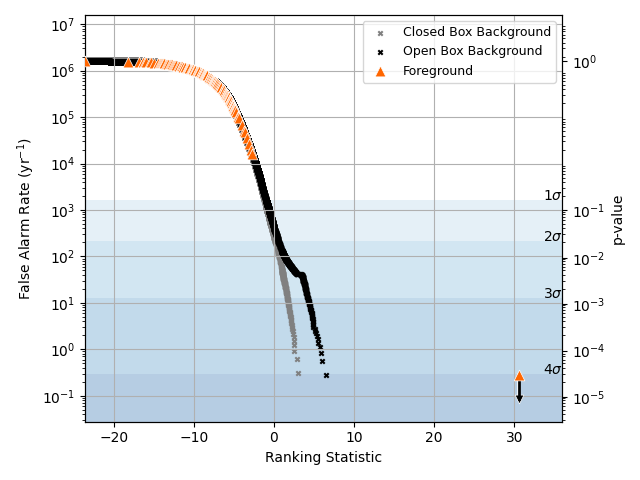 Closed Box Background
Open Box Background
Foreground
False Alarm Rate (yr⁻¹)
10⁷
10⁶
10⁵
10⁴
10³
10²
10¹
10⁰
10⁻¹
1σ
2σ
3σ
4σ
10⁰
10⁻¹
10⁻²
10⁻³
10⁻⁴
10⁻⁵
p-value
−20 −10 0 10 20 30
Ranking Statistic